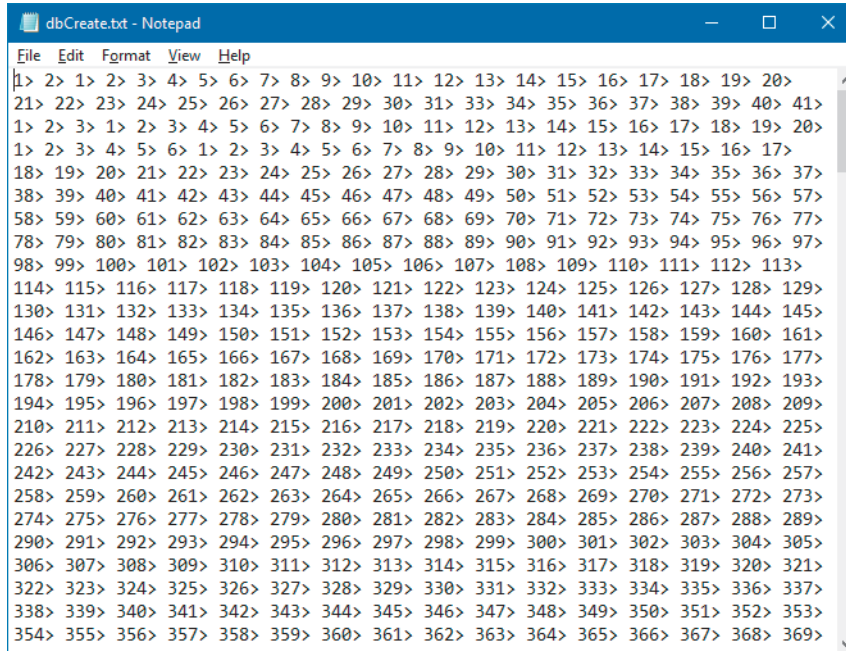 dbCreate.txt - Notepad
File Edit Format View Help
1> 2> 1> 2> 3> 4> 5> 6> 7> 8> 9> 10> 11> 12> 13> 14> 15> 16> 17> 18> 19> 20>
21> 22> 23> 24> 25> 26> 27> 28> 29> 30> 31> 33> 34> 35> 36> 37> 38> 39> 40> 41>
1> 2> 3> 1> 2> 3> 4> 5> 6> 7> 8> 9> 10> 11> 12> 13> 14> 15> 16> 17> 18> 19> 20>
1> 2> 3> 4> 5> 6> 1> 2> 3> 4> 5> 6> 7> 8> 9> 10> 11> 12> 13> 14> 15> 16> 17>
18> 19> 20> 21> 22> 23> 24> 25> 26> 27> 28> 29> 30> 31> 32> 33> 34> 35> 36> 37>
38> 39> 40> 41> 42> 43> 44> 45> 46> 47> 48> 49> 50> 51> 52> 53> 54> 55> 56> 57>
58> 59> 60> 61> 62> 63> 64> 65> 66> 67> 68> 69> 70> 71> 72> 73> 74> 75> 76> 77>
78> 79> 80> 81> 82> 83> 84> 85> 86> 87> 88> 89> 90> 91> 92> 93> 94> 95> 96> 97>
98> 99> 100> 101> 102> 103> 104> 105> 106> 107> 108> 109> 110> 111> 112> 113>
114> 115> 116> 117> 118> 119> 120> 121> 122> 123> 124> 125> 126> 127> 128> 129>
130> 131> 132> 133> 134> 135> 136> 137> 138> 139> 140> 141> 142> 143> 144> 145>
146> 147> 148> 149> 150> 151> 152> 153> 154> 155> 156> 157> 158> 159> 160> 161>
162> 163> 164> 165> 166> 167> 168> 169> 170> 171> 172> 173> 174> 175> 176> 177>
178> 179> 180> 181> 182> 183> 184> 185> 186> 187> 188> 189> 190> 191> 192> 193>
194> 195> 196> 197> 198> 199> 200> 201> 202> 203> 204> 205> 206> 207> 208> 209>
210> 211> 212> 213> 214> 215> 216> 217> 218> 219> 220> 221> 222> 223> 224> 225>
226> 227> 228> 229> 230> 231> 232> 233> 234> 235> 236> 237> 238> 239> 240> 241>
242> 243> 244> 245> 246> 247> 248> 249> 250> 251> 252> 253> 254> 255> 256> 257>
258> 259> 260> 261> 262> 263> 264> 265> 266> 267> 268> 269> 270> 271> 272> 273>
274> 275> 276> 277> 278> 279> 280> 281> 282> 283> 284> 285> 286> 287> 288> 289>
290> 291> 292> 293> 294> 295> 296> 297> 298> 299> 300> 301> 302> 303> 304> 305>
306> 307> 308> 309> 310> 311> 312> 313> 314> 315> 316> 317> 318> 319> 320> 321>
322> 323> 324> 325> 326> 327> 328> 329> 330> 331> 332> 333> 334> 335> 336> 337>
338> 339> 340> 341> 342> 343> 344> 345> 346> 347> 348> 349> 350> 351> 352> 353>
354> 355> 356> 357> 358> 359> 360> 361> 362> 363> 364> 365> 366> 367> 368> 369>